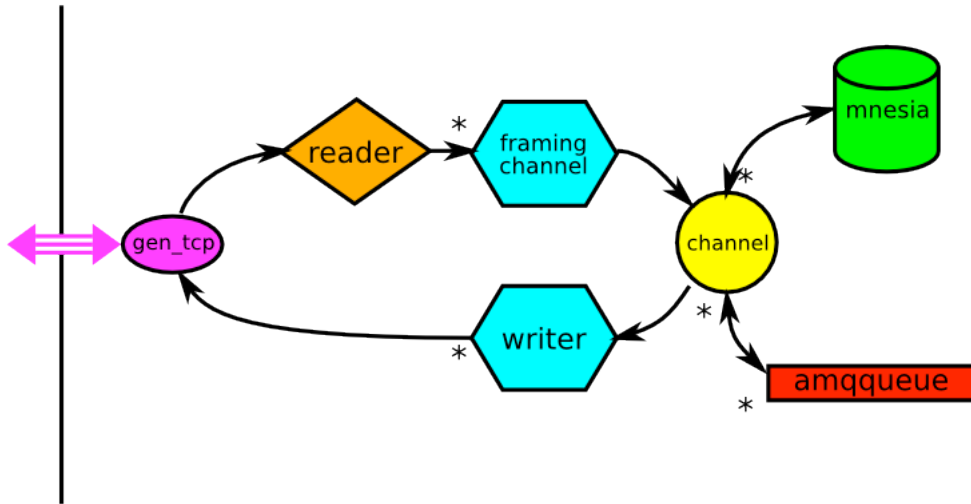 mnesia
*
framing
channel
reader
*
channel
gen_tcp
*
writer
*
amqqueue
*